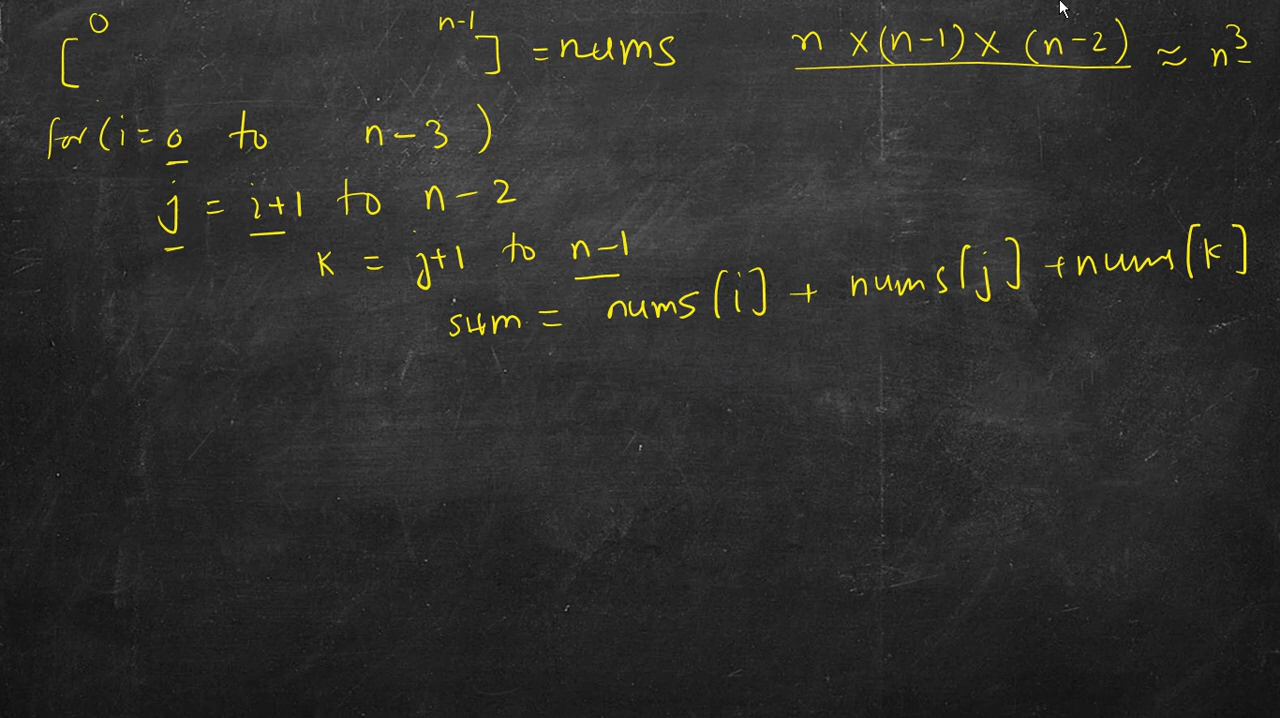 0 n-1
[ ] = nums n x (n-1) x (n-2) ≈ n³
for (i = 0 to n-3)
j = i+1 to n-2
k = j+1 to n-1
sum = nums[i] + nums[j] + nums[k]